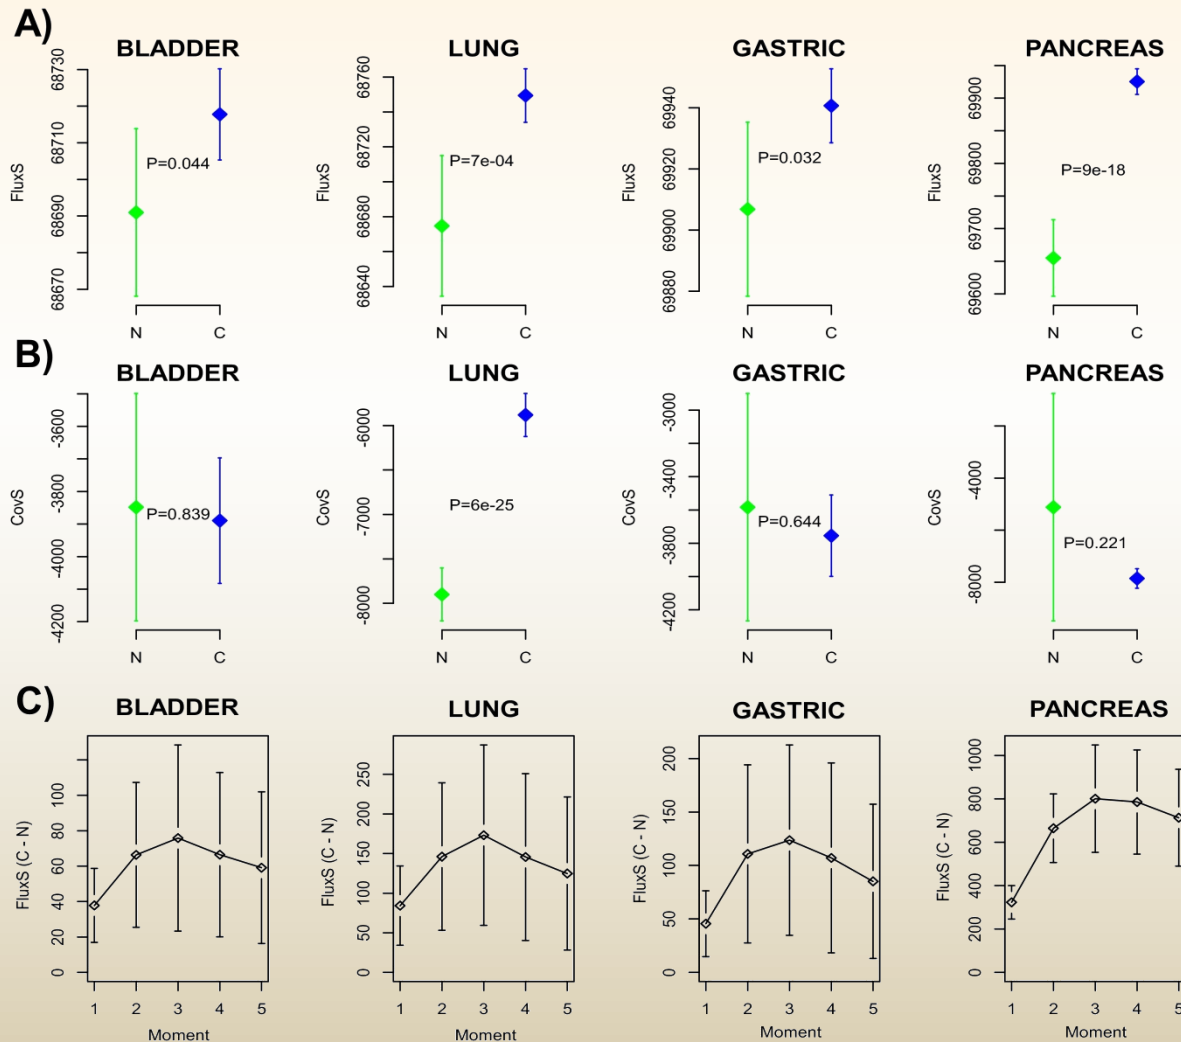 A)
BLADDER
FluxS
68730
68710
68690
68670
P=0.044
N C
LUNG
FluxS
68760
68720
68680
68640
P=7e-04
N C
GASTRIC
FluxS
69940
69920
69900
69880
P=0.032
N C
PANCREAS
FluxS
69900
69800
69700
69600
P=9e-18
N C
B)
BLADDER
CovS
-3600
-3800
-4000
-4200
P=0.839
N C
LUNG
CovS
-6000
-7000
-8000
P=6e-25
N C
GASTRIC
CovS
-3000
-3400
-3800
-4200
P=0.644
N C
PANCREAS
CovS
-4000
-8000
P=0.221
N C
C)
BLADDER
FluxS (C - N)
100
80
60
40
20
0
1 2 3 4 5
Moment
LUNG
FluxS (C - N)
250
200
150
100
50
0
1 2 3 4 5
Moment
GASTRIC
FluxS (C - N)
200
150
100
50
0
1 2 3 4 5
Moment
PANCREAS
FluxS (C - N)
1000
800
600
400
200
0
1 2 3 4 5
Moment